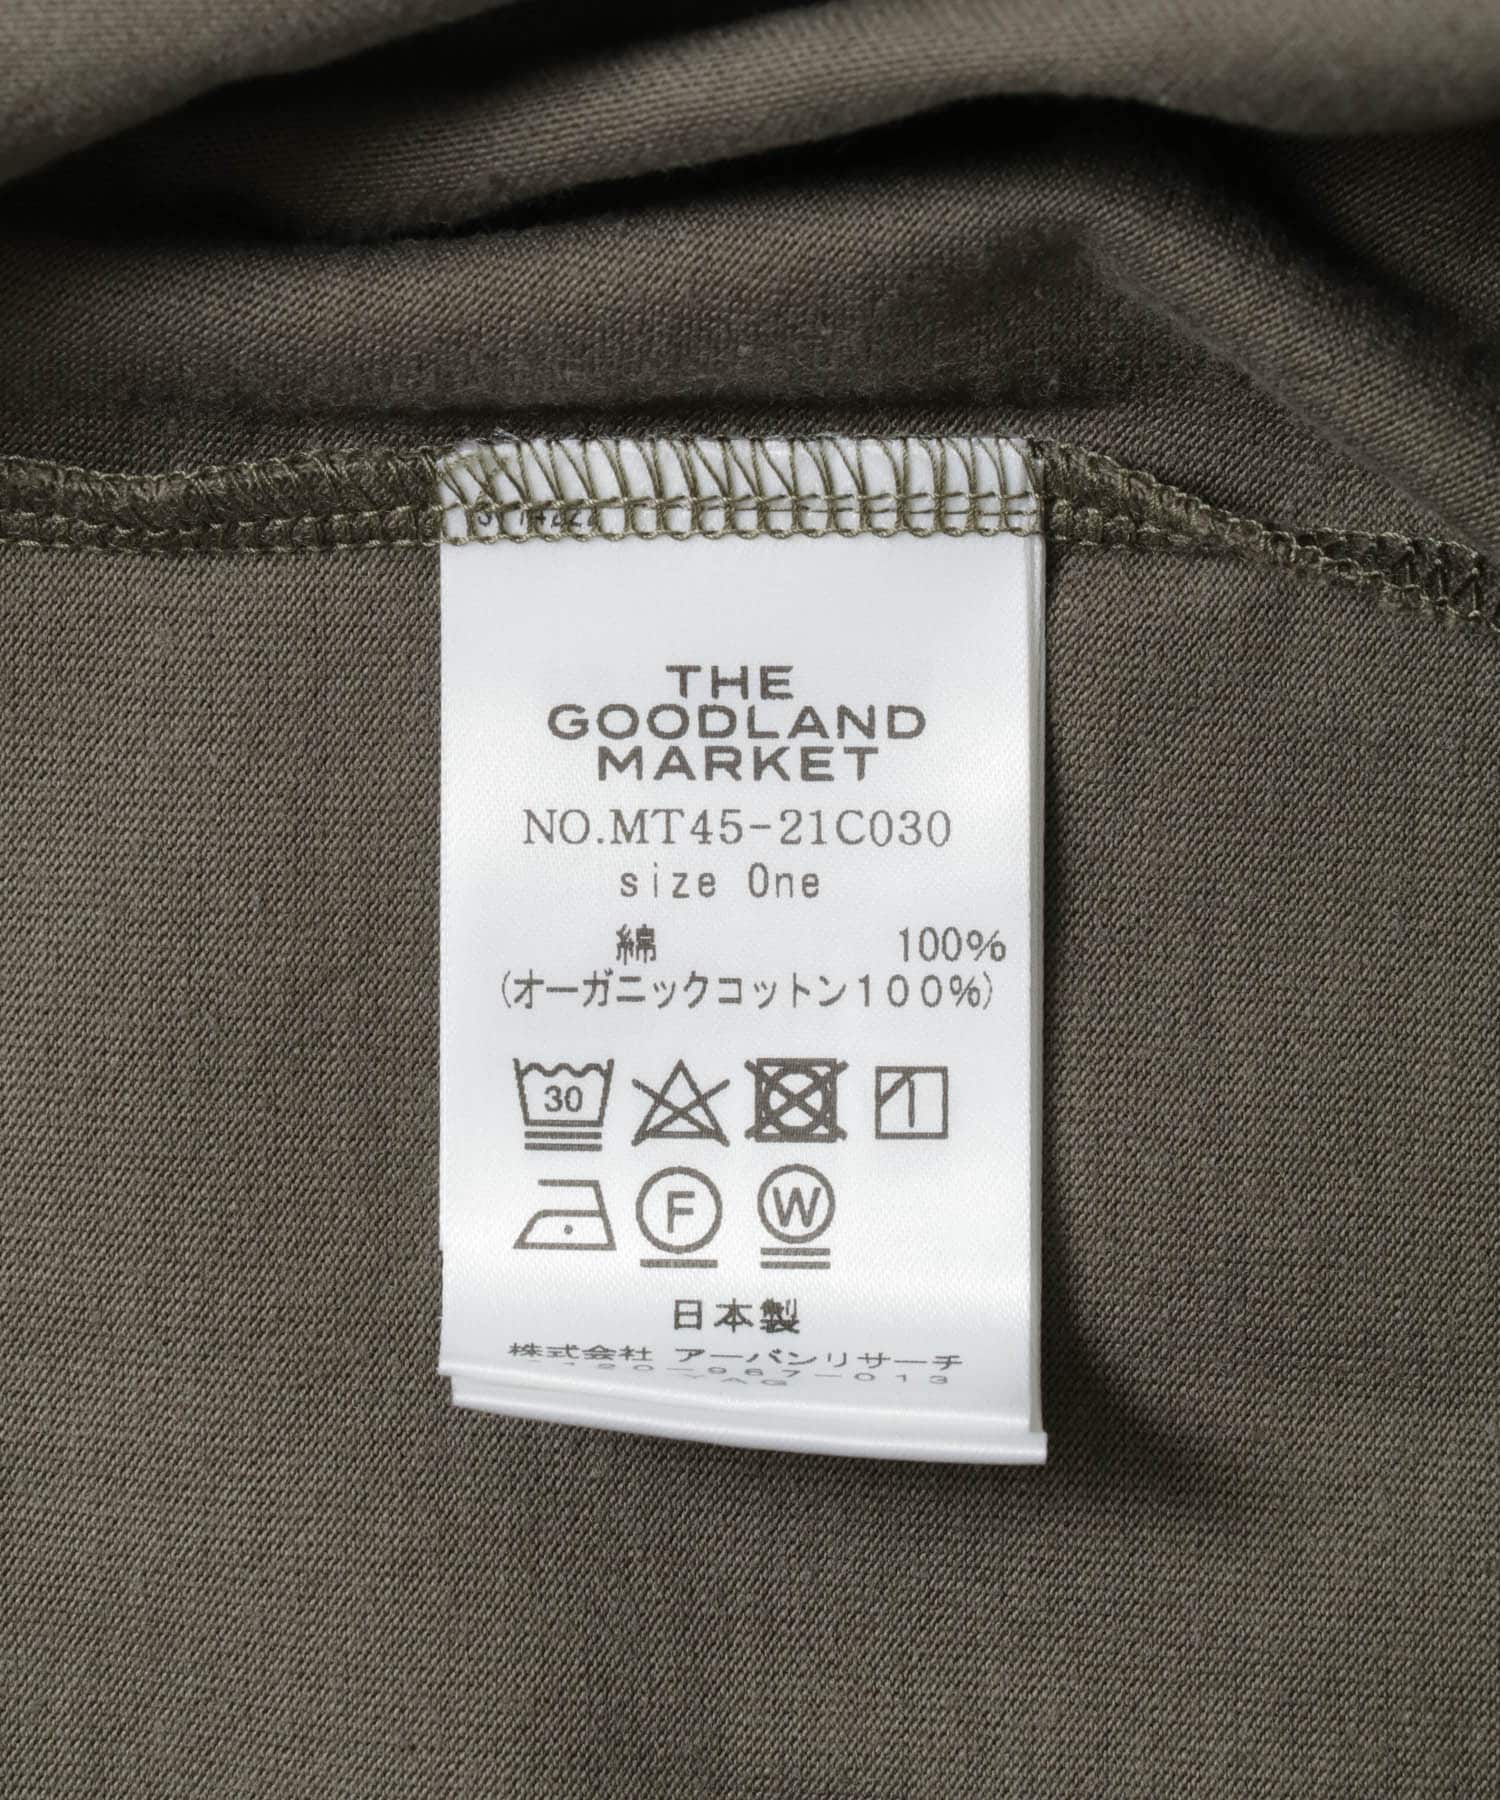 THE
GOODLAND
MARKET
NO.MT45-21C030
size One
綿 100%
(オーガニックコットン100%)
30
F
W
日本製
株式会社 アーバンリサーチ